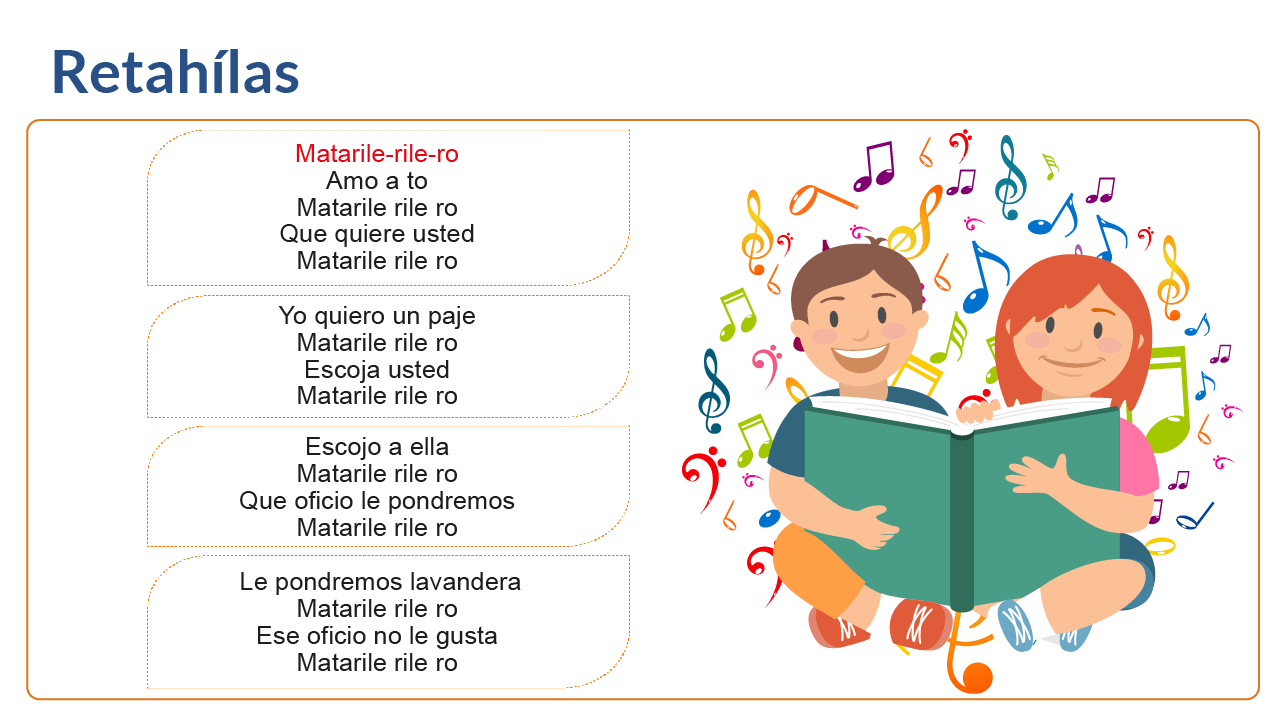 Retahílas
Matarile-rile-ro
Amo a to
Matarile rile ro
Que quiere usted
Matarile rile ro
Yo quiero un paje
Matarile rile ro
Escoja usted
Matarile rile ro
Escojo a ella
Matarile rile ro
Que oficio le pondremos
Matarile rile ro
Le pondremos lavandera
Matarile rile ro
Ese oficio no le gusta
Matarile rile ro